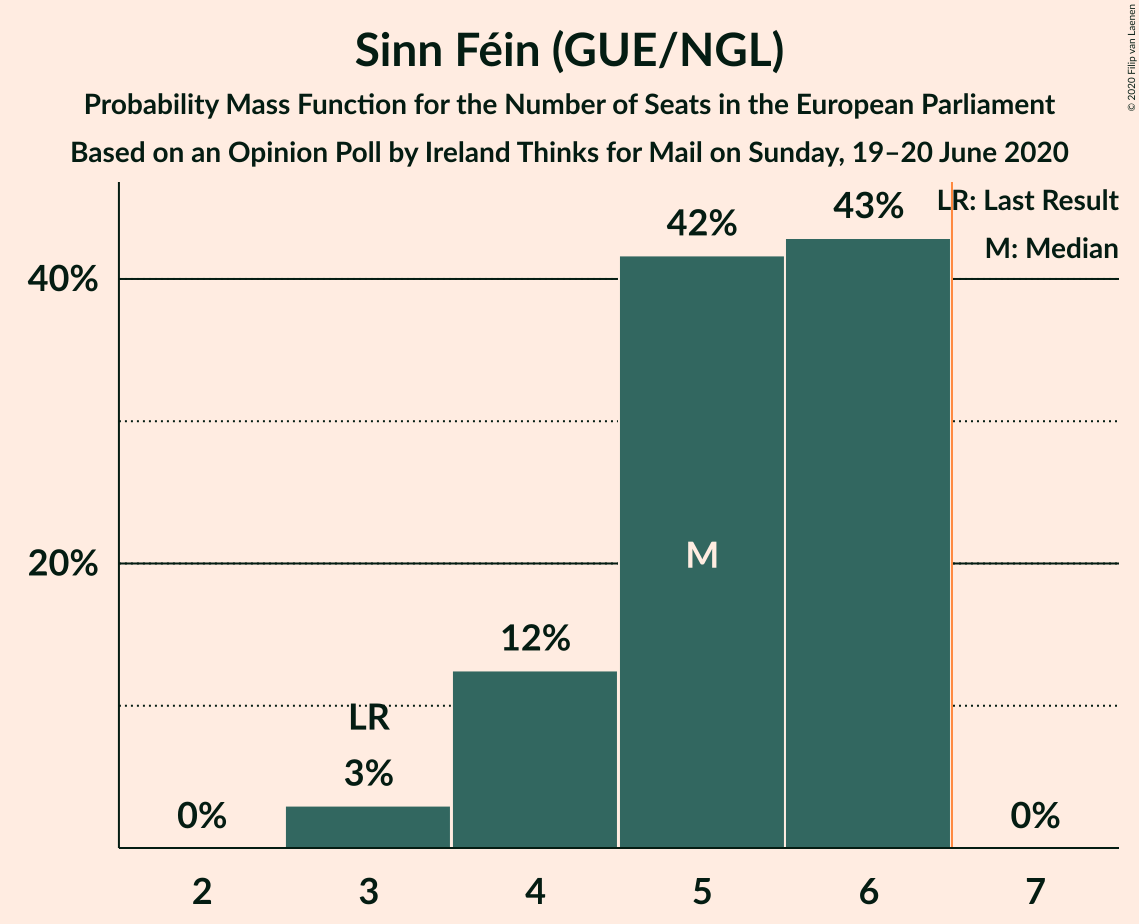 Sinn Féin (GUE/NGL)
Probability Mass Function for the Number of Seats in the European Parliament
Based on an Opinion Poll by Ireland Thinks for Mail on Sunday, 19–20 June 2020
© 2020 Filip van Laenen
LR: Last Result
M: Median
40%
20%
0%
LR
3%
12%
42%
M
43%
0%
2 3 4 5 6 7